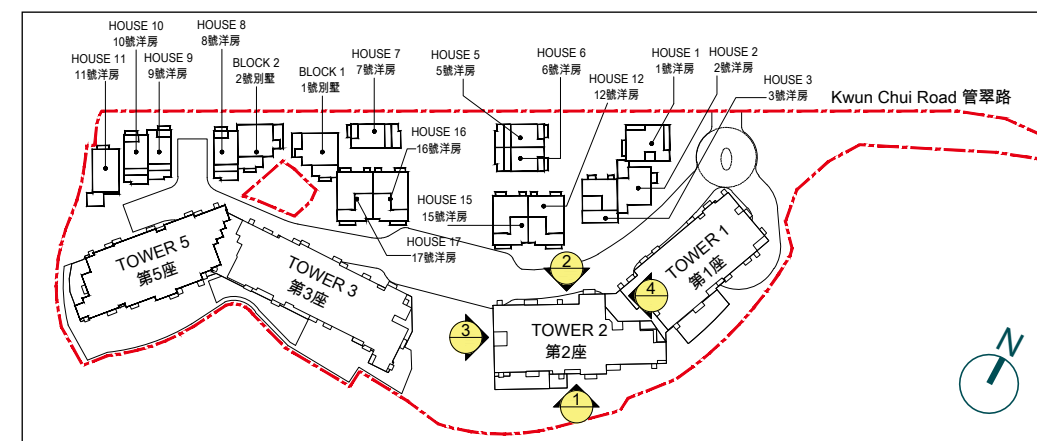 HOUSE 11
11號洋房
HOUSE 10
10號洋房
HOUSE 9
9號洋房
HOUSE 8
8號洋房
BLOCK 2
2號別墅
BLOCK 1
1號別墅
HOUSE 7
7號洋房
HOUSE 16
16號洋房
HOUSE 5
5號洋房
HOUSE 6
6號洋房
HOUSE 12
12號洋房
HOUSE 1
1號洋房
HOUSE 2
2號洋房
HOUSE 3
3號洋房
Kwun Chui Road 管翠路
HOUSE 15
15號洋房
HOUSE 17
17號洋房
TOWER 5
第5座
TOWER 3
第3座
TOWER 2
第2座
TOWER 1
第1座
2
4
3
1
N